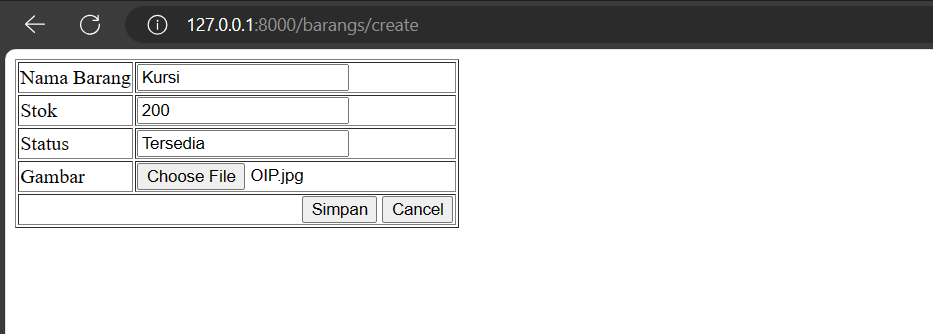 127.0.0.1:8000/barangs/create
Nama Barang Kursi
Stok 200
Status Tersedia
Gambar Choose File OIP.jpg
Simpan Cancel